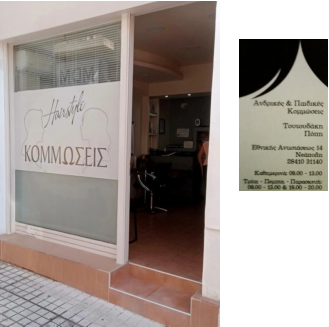 Hairstyle
ΚΟΜΜΩΣΕΙΣ
Ανδρικές & Παιδικές
Κομμώσεις
Τσουουδάκη
Πόπη
Εθνικής Αντιστάσεως 14
Νεάπολη
28410 31140
Καθημερινά: 09.00 - 13.00
Τρίτη - Πέμπτη - Παρασκευή:
09.00 - 13.00 & 16.00 - 20.00